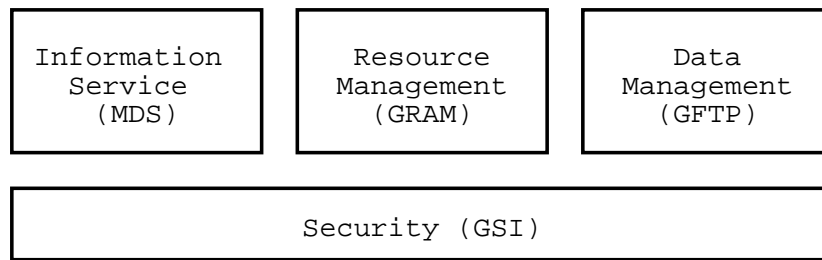 Information
Service
(MDS)
Resource
Management
(GRAM)
Data
Management
(GFTP)
Security (GSI)